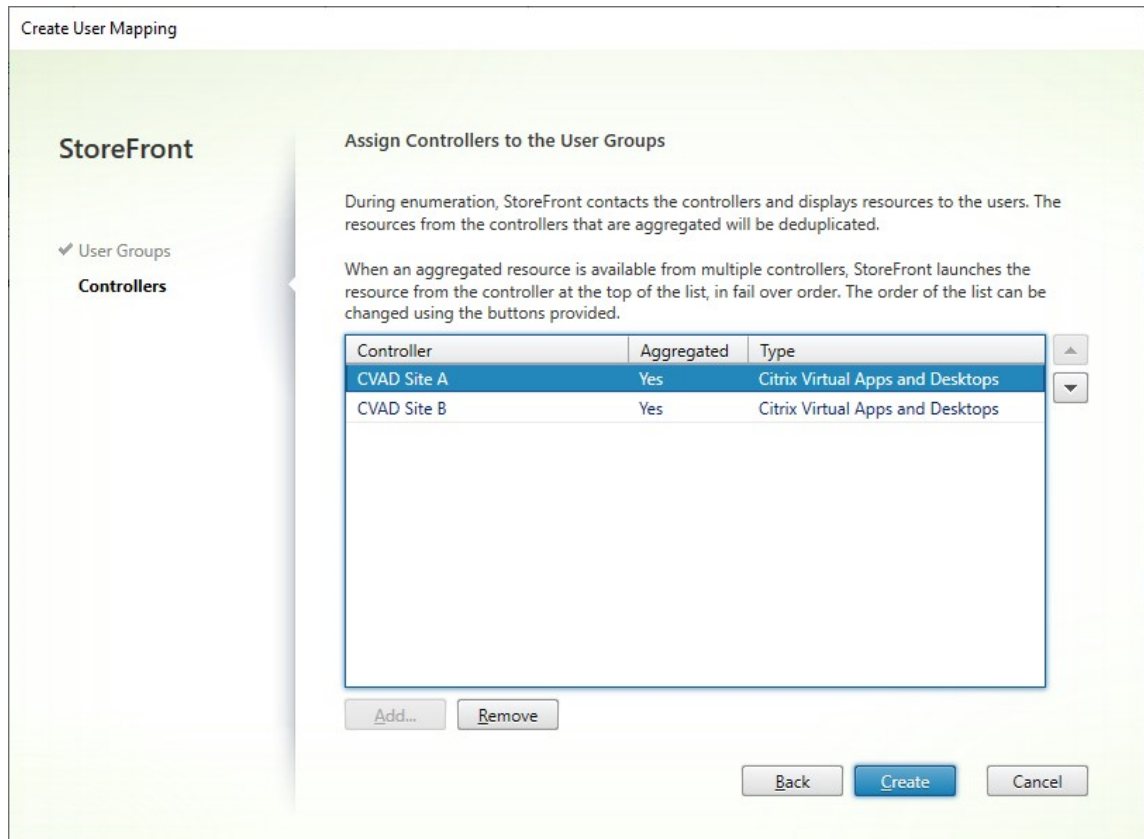 Create User Mapping
StoreFront
User Groups
Controllers
Assign Controllers to the User Groups
During enumeration, StoreFront contacts the controllers and displays resources to the users. The
resources from the controllers that are aggregated will be deduplicated.
When an aggregated resource is available from multiple controllers, StoreFront launches the
resource from the controller at the top of the list, in fail over order. The order of the list can be
changed using the buttons provided.
Controller Aggregated Type
CVAD Site A Yes Citrix Virtual Apps and Desktops
CVAD Site B Yes Citrix Virtual Apps and Desktops
Add... Remove
Back Create Cancel